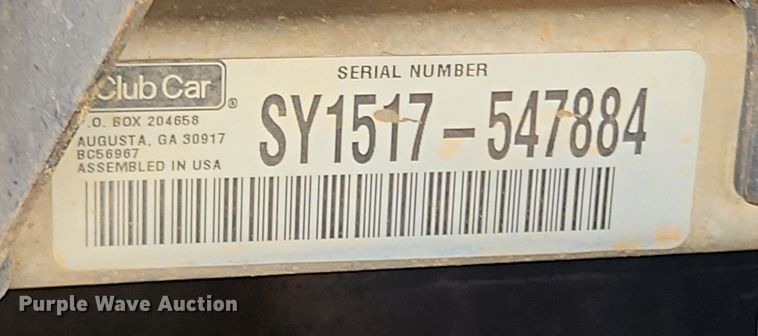 Club Car®
P.O. BOX 204658
AUGUSTA, GA 30917
BC56967
ASSEMBLED IN USA
SERIAL NUMBER
SY1517-547884
Purple Wave Auction